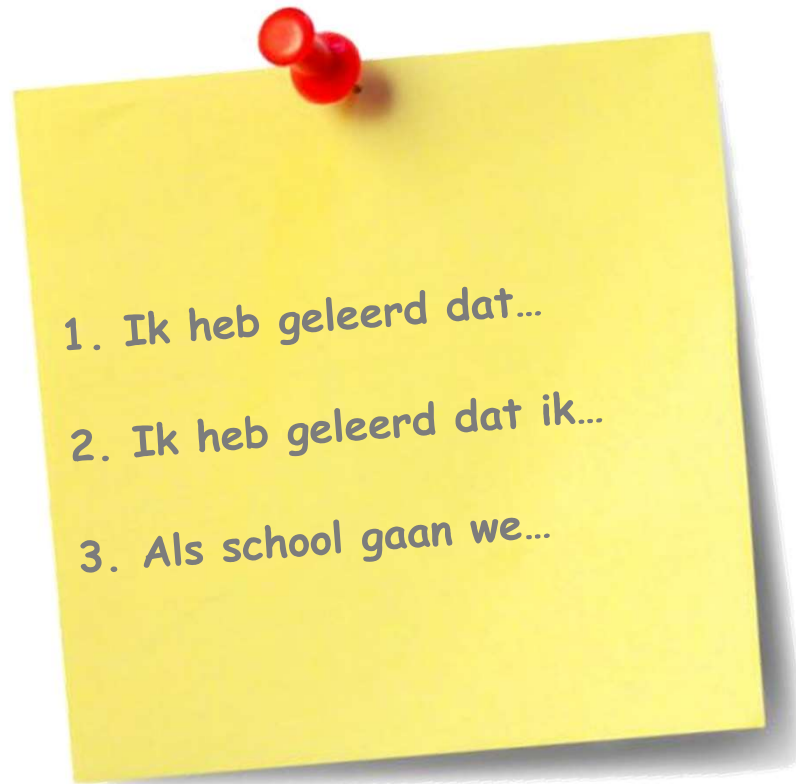 1. Ik heb geleerd dat...
2. Ik heb geleerd dat ik...
3. Als school gaan we...